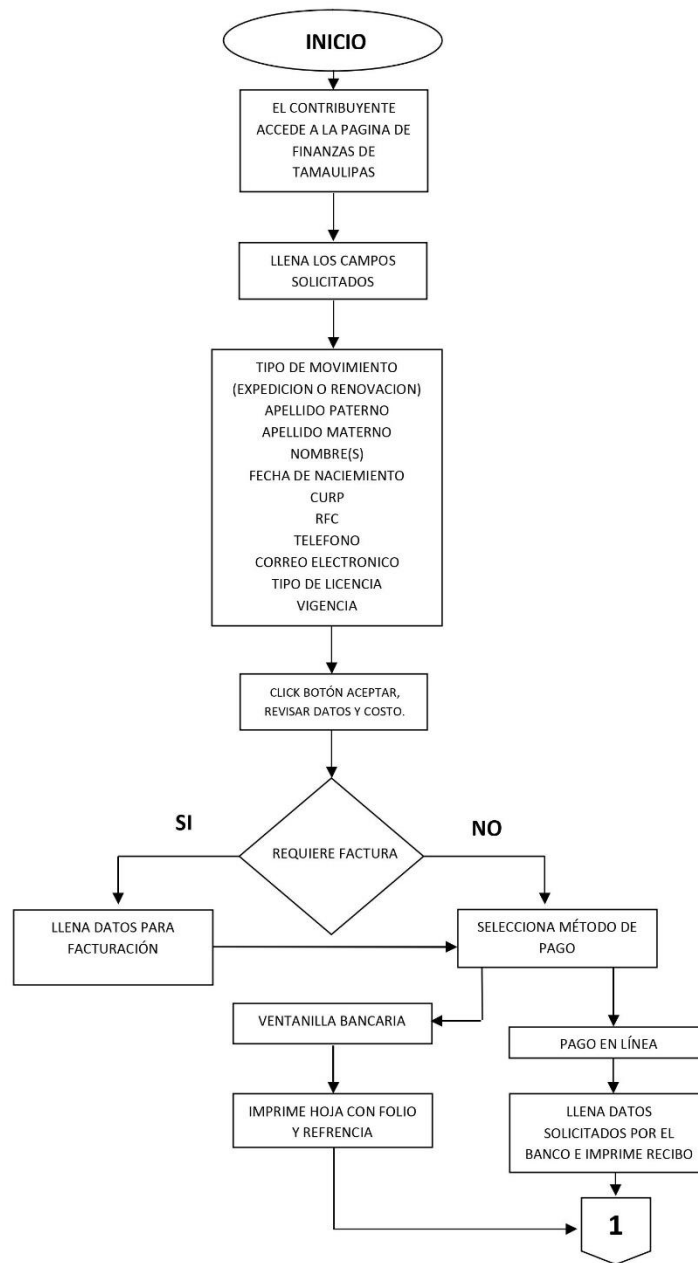 INICIO
EL CONTRIBUYENTE
ACCEDE A LA PAGINA DE
FINANZAS DE
TAMAULIPAS
LLENA LOS CAMPOS
SOLICITADOS
TIPO DE MOVIMIENTO
(EXPEDICION O RENOVACION)
APELLIDO PATERNO
APELLIDO MATERNO
NOMBRE(S)
FECHA DE NACIEMIENTO
CURP
RFC
TELEFONO
CORREO ELECTRONICO
TIPO DE LICENCIA
VIGENCIA
CLICK BOTÓN ACEPTAR,
REVISAR DATOS Y COSTO.
SI
NO
REQUIERE FACTURA
LLENA DATOS PARA
FACTURACIÓN
SELECCIONA MÉTODO DE
PAGO
VENTANILLA BANCARIA
PAGO EN LÍNEA
IMPRIME HOJA CON FOLIO
Y REFRENCIA
LLENA DATOS
SOLICITADOS POR EL
BANCO E IMPRIME RECIBO
1